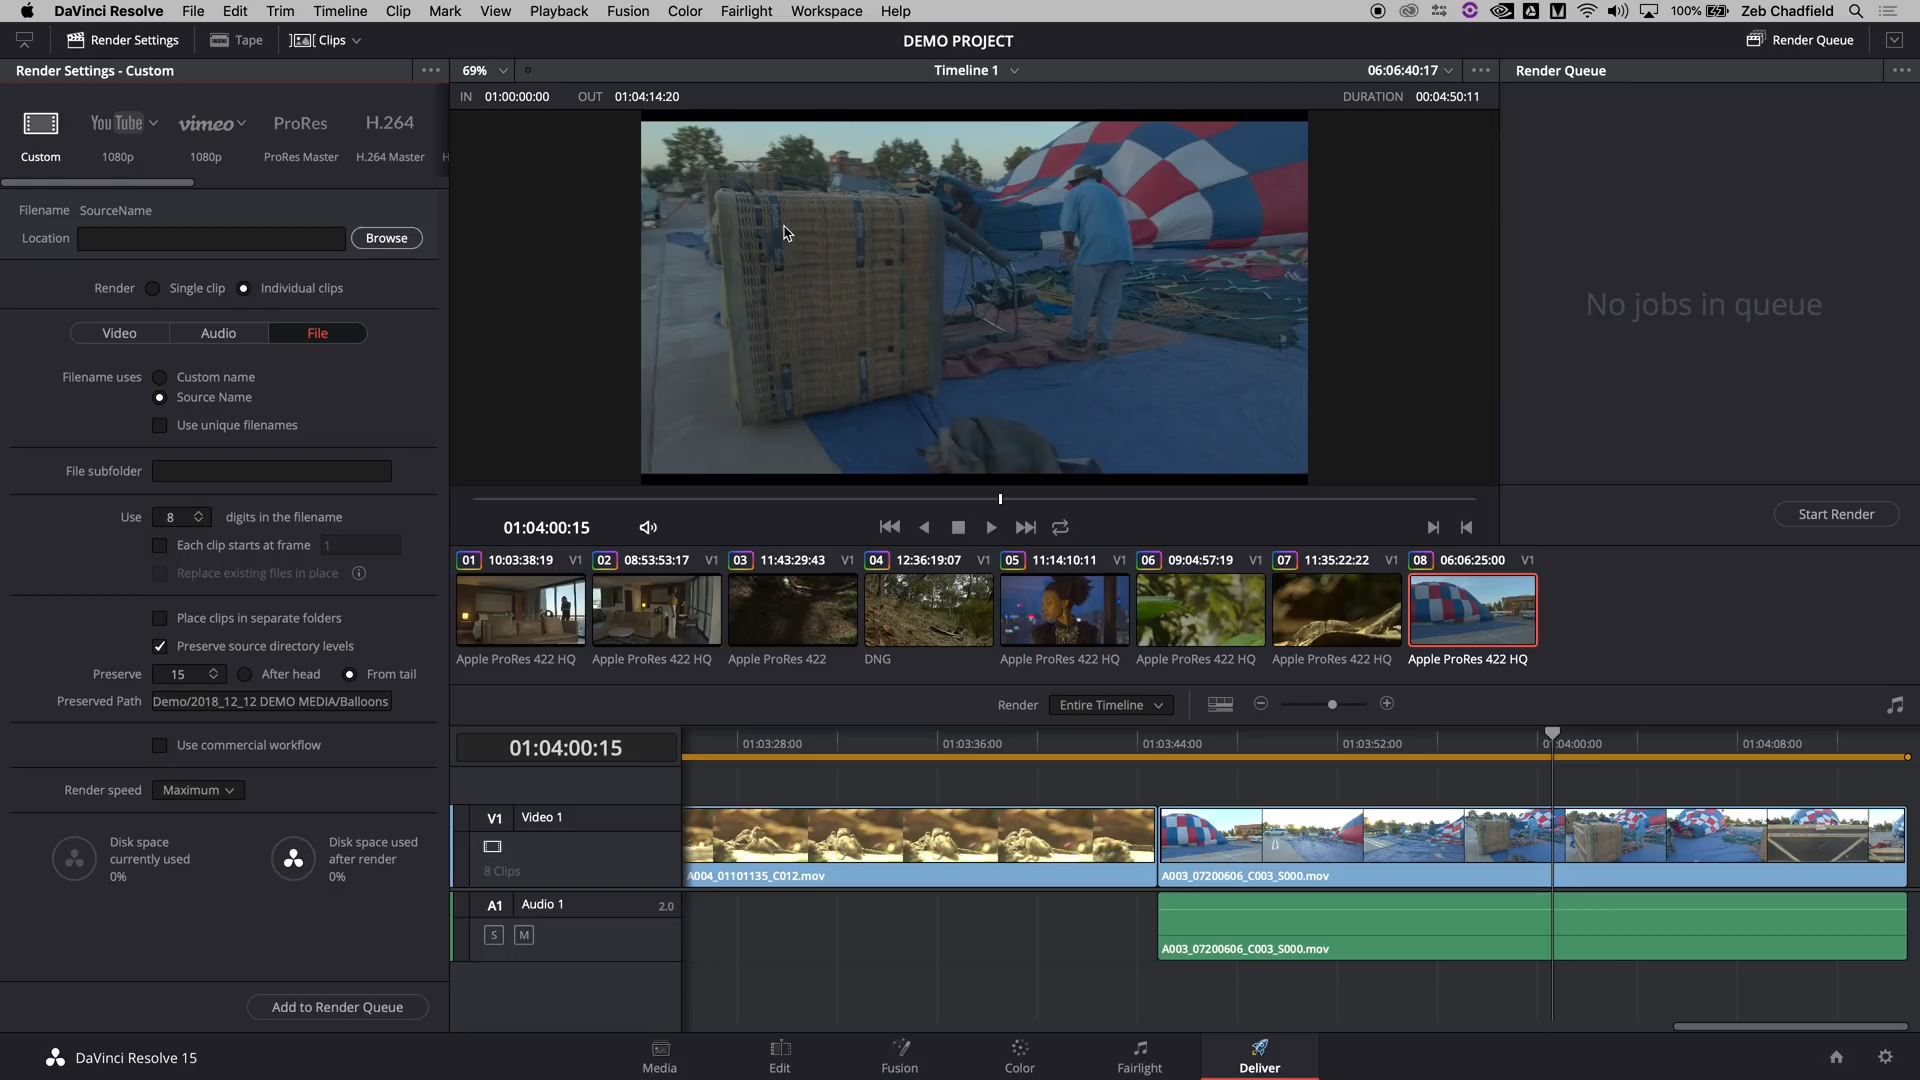 DaVinci Resolve File Edit Trim Timeline Clip Mark View Playback Fusion Color Fairlight Workspace Help 100% Zeb Chadfield
Render Settings Tape Clips DEMO PROJECT Render Queue
Render Settings - Custom 69% Timeline 1 06:06:40:17 Render Queue
IN 01:00:00:00 OUT 01:04:14:20 DURATION 00:04:50:11
YouTube vimeo ProRes H.264
Custom 1080p 1080p ProRes Master H.264 Master H
Filename SourceName
Location Browse
Render Single clip Individual clips
No jobs in queue
Video Audio File
Filename uses Custom name
Source Name
Use unique filenames
File subfolder
Use 8 digits in the filename
01:04:00:15
Start Render
Each clip starts at frame 1
Replace existing files in place
01 10:03:38:19 V1 02 08:53:53:17 V1 03 11:43:29:43 V1 04 12:36:19:07 V1 05 11:14:10:11 V1 06 09:04:57:19 V1 07 11:35:22:22 V1 08 06:06:25:00 V1
Apple ProRes 422 HQ Apple ProRes 422 HQ Apple ProRes 422 DNG Apple ProRes 422 HQ Apple ProRes 422 HQ Apple ProRes 422 HQ Apple ProRes 422 HQ
Place clips in separate folders
Preserve source directory levels
Preserve 15 After head From tail
Preserved Path Demo/2018_12_12 DEMO MEDIA/Balloons
Render Entire Timeline
Use commercial workflow
01:04:00:15 01:03:28:00 01:03:36:00 01:03:44:00 01:03:52:00 01:04:00:00 01:04:08:00
Render speed Maximum
V1 Video 1
8 Clips
A004_01101135_C012.mov A003_07200606_C003_S000.mov
Disk space currently used 0%
Disk space used after render 0%
A1 Audio 1 2.0
S M
A003_07200606_C003_S000.mov
Add to Render Queue
DaVinci Resolve 15 Media Edit Fusion Color Fairlight Deliver